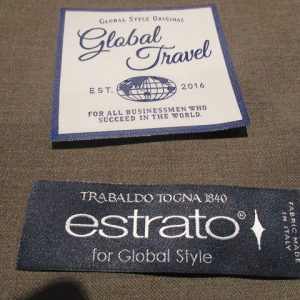 GLOBAL STYLE ORIGINAL
Global
Travel
EST. 2016
FOR ALL BUSINESSMEN WHO
SUCCEED IN THE WORLD.
TRABALDO TOGNA 1840
estrato®
for Global Style
FABRIC MADE
IN ITALY